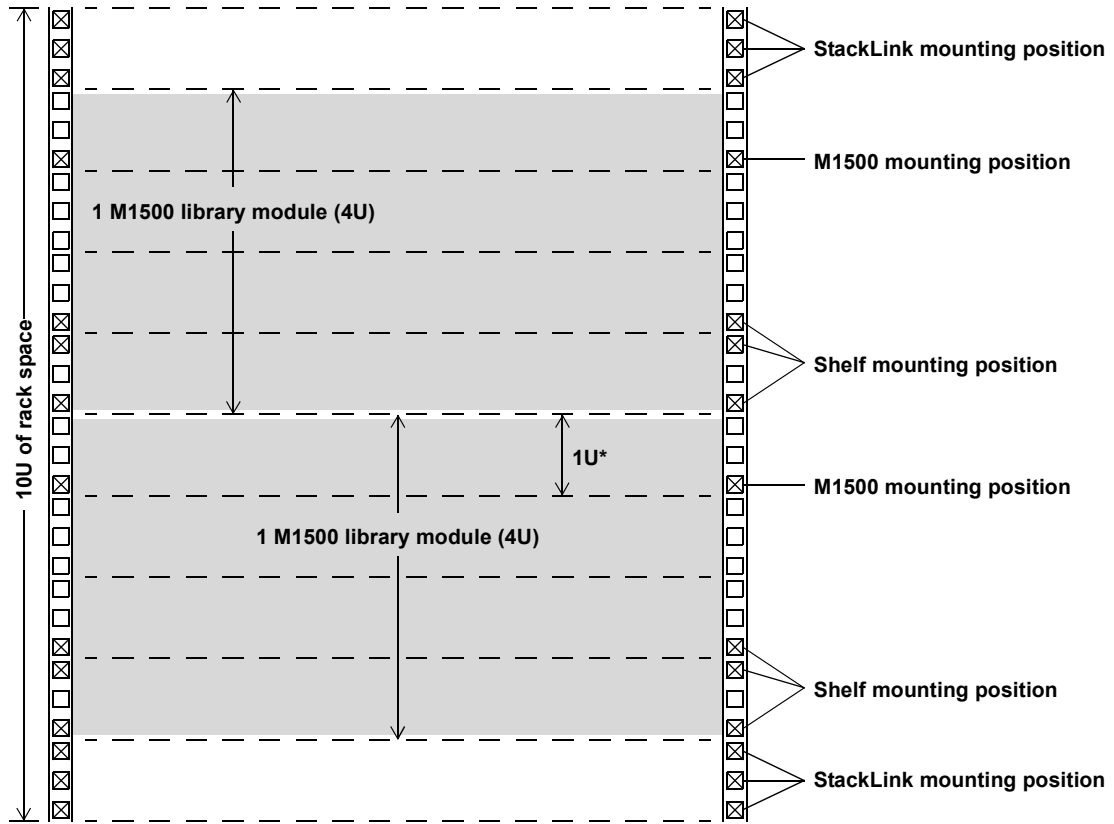 StackLink mounting position
M1500 mounting position
1 M1500 library module (4U)
10U of rack space
Shelf mounting position
1U*
M1500 mounting position
1 M1500 library module (4U)
Shelf mounting position
StackLink mounting position